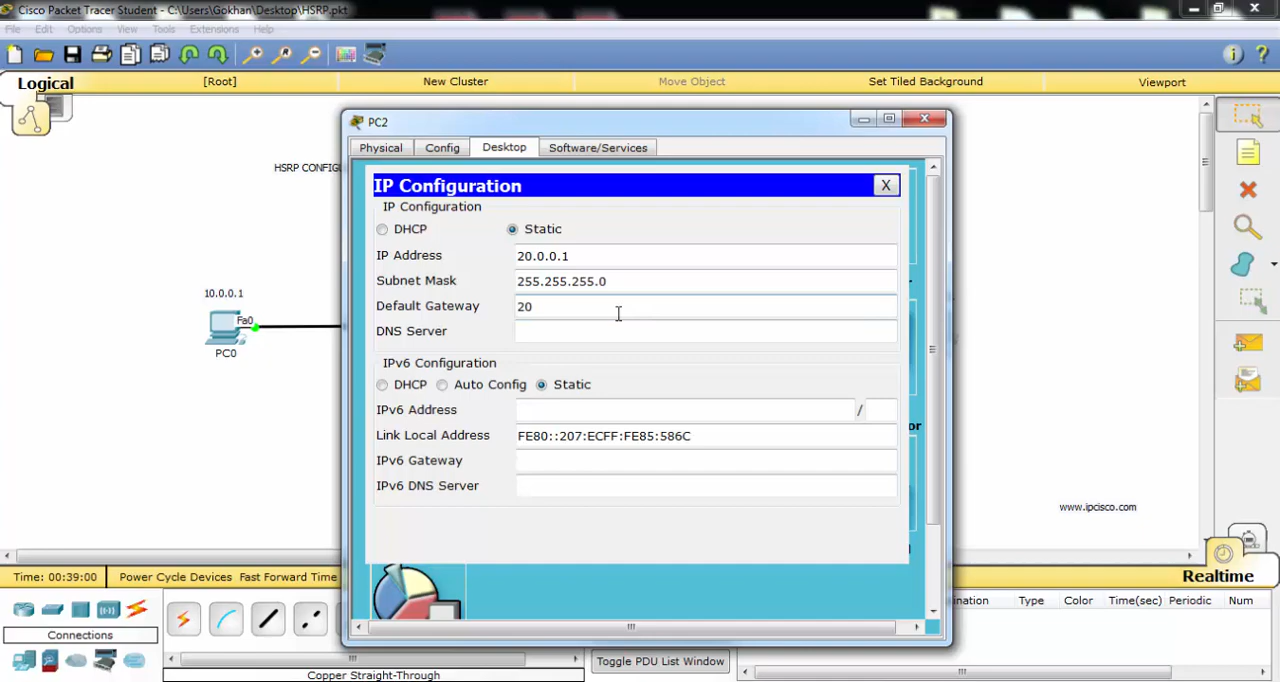 Cisco Packet Tracer Student - C:\Users\Gokhan\Desktop\HSRP.pkt
File Edit Options View Tools Extensions Help
Logical [Root] New Cluster Move Object Set Tiled Background Viewport
PC2
Physical Config Desktop Software/Services
HSRP CONFIGU
IP Configuration X
IP Configuration
DHCP Static
IP Address 20.0.0.1
Subnet Mask 255.255.255.0
Default Gateway 20
DNS Server
10.0.0.1
Fa0
PC0
IPv6 Configuration
DHCP Auto Config Static
IPv6 Address /
Link Local Address FE80::207:ECFF:FE85:586C
or
IPv6 Gateway
IPv6 DNS Server
www.ipcisco.com
Time: 00:39:00 Power Cycle Devices Fast Forward Time
Realtime
ination Type Color Time(sec) Periodic Num
Connections
Toggle PDU List Window
Copper Straight-Through